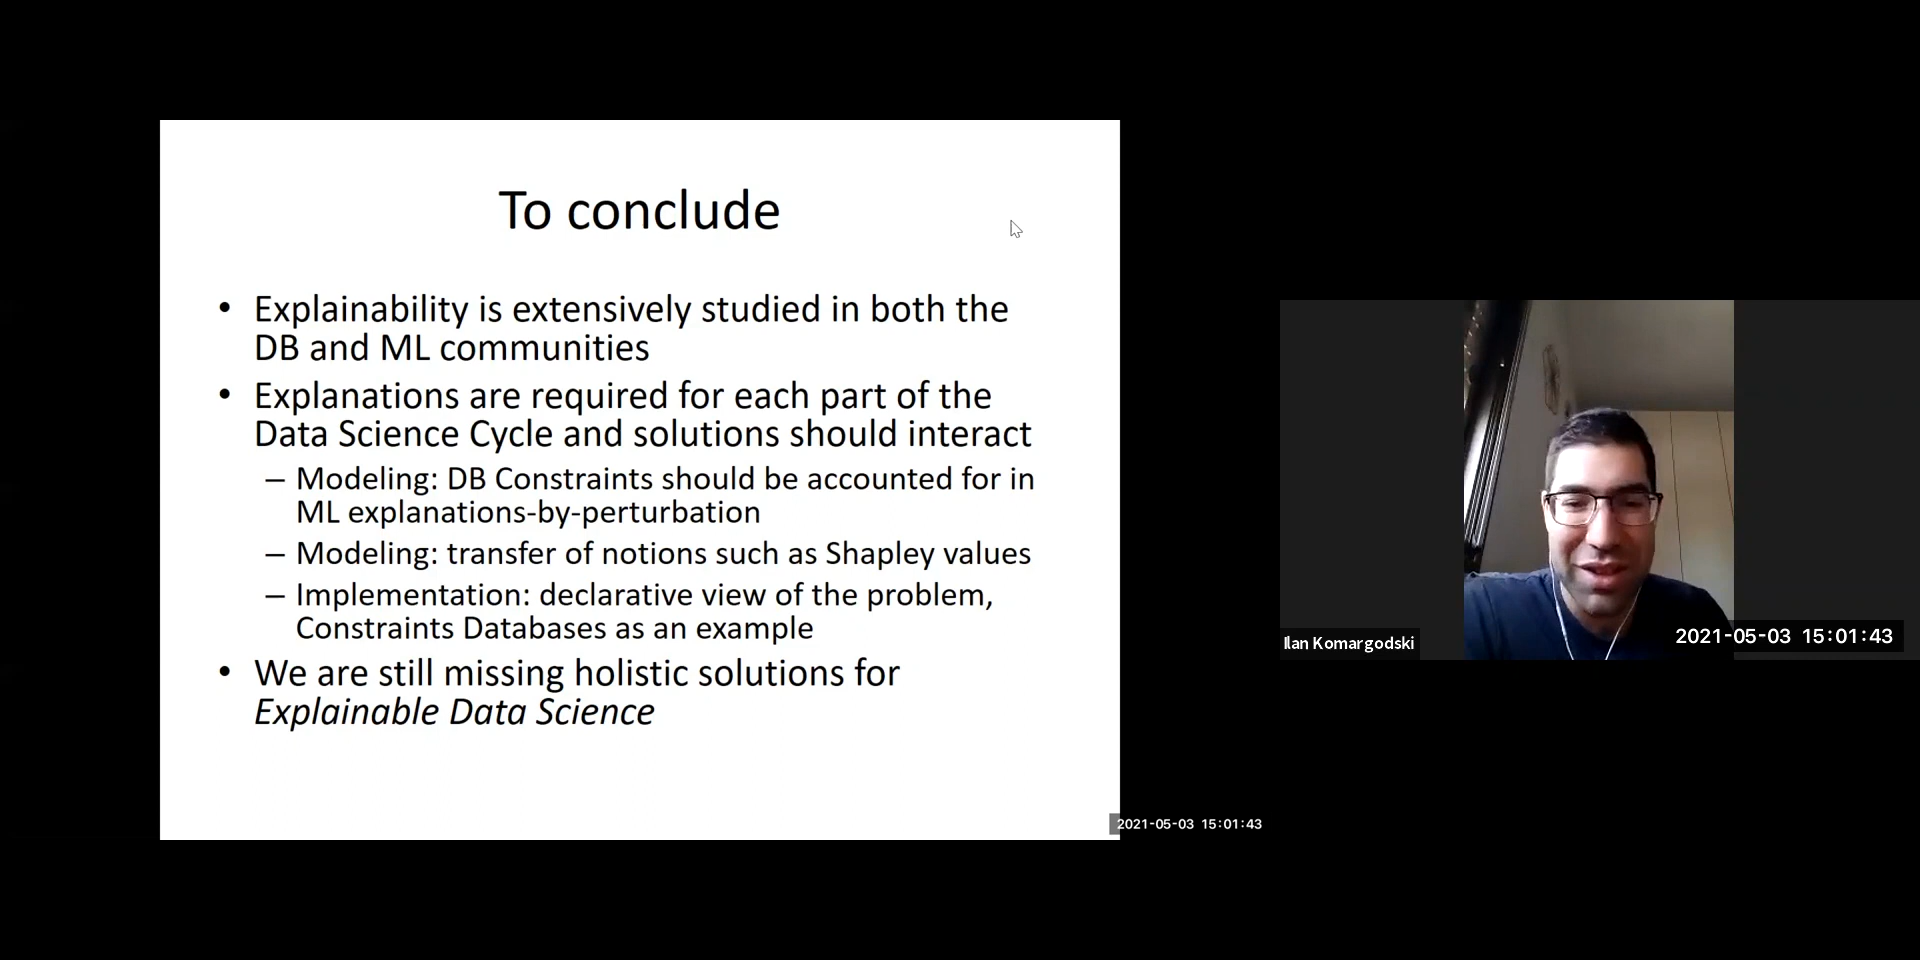 To conclude
• Explainability is extensively studied in both the
DB and ML communities
• Explanations are required for each part of the
Data Science Cycle and solutions should interact
– Modeling: DB Constraints should be accounted for in
ML explanations-by-perturbation
– Modeling: transfer of notions such as Shapley values
– Implementation: declarative view of the problem,
Constraints Databases as an example
• We are still missing holistic solutions for
Explainable Data Science
2021-05-03 15:01:43
Ilan Komargodski
2021-05-03 15:01:43